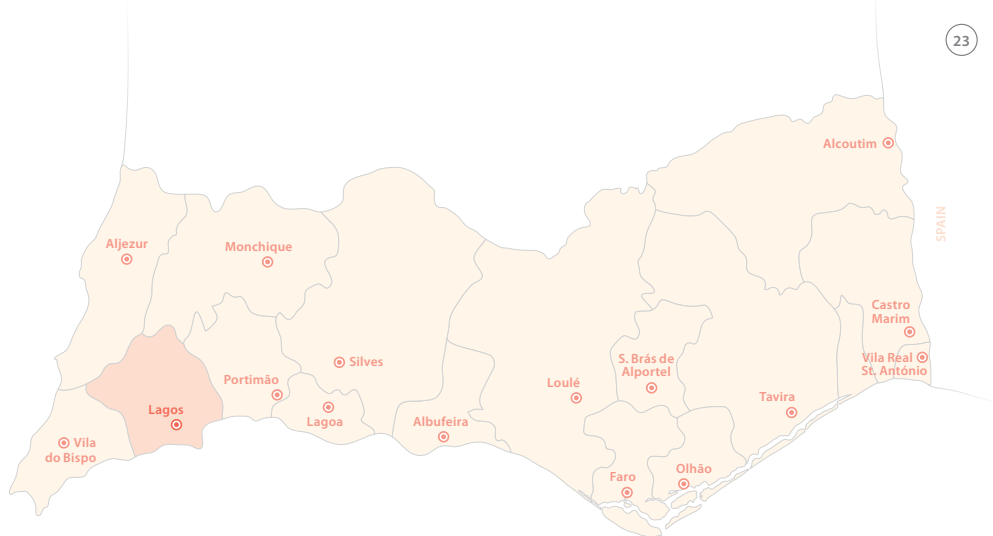 23
Alcoutim
SPAIN
Aljezur
Monchique
Castro
Marim
Silves
S. Brás de
Alportel
Vila Real
St. António
Portimão
Loulé
Tavira
Lagos
Lagoa
Albufeira
Vila
do Bispo
Faro
Olhão